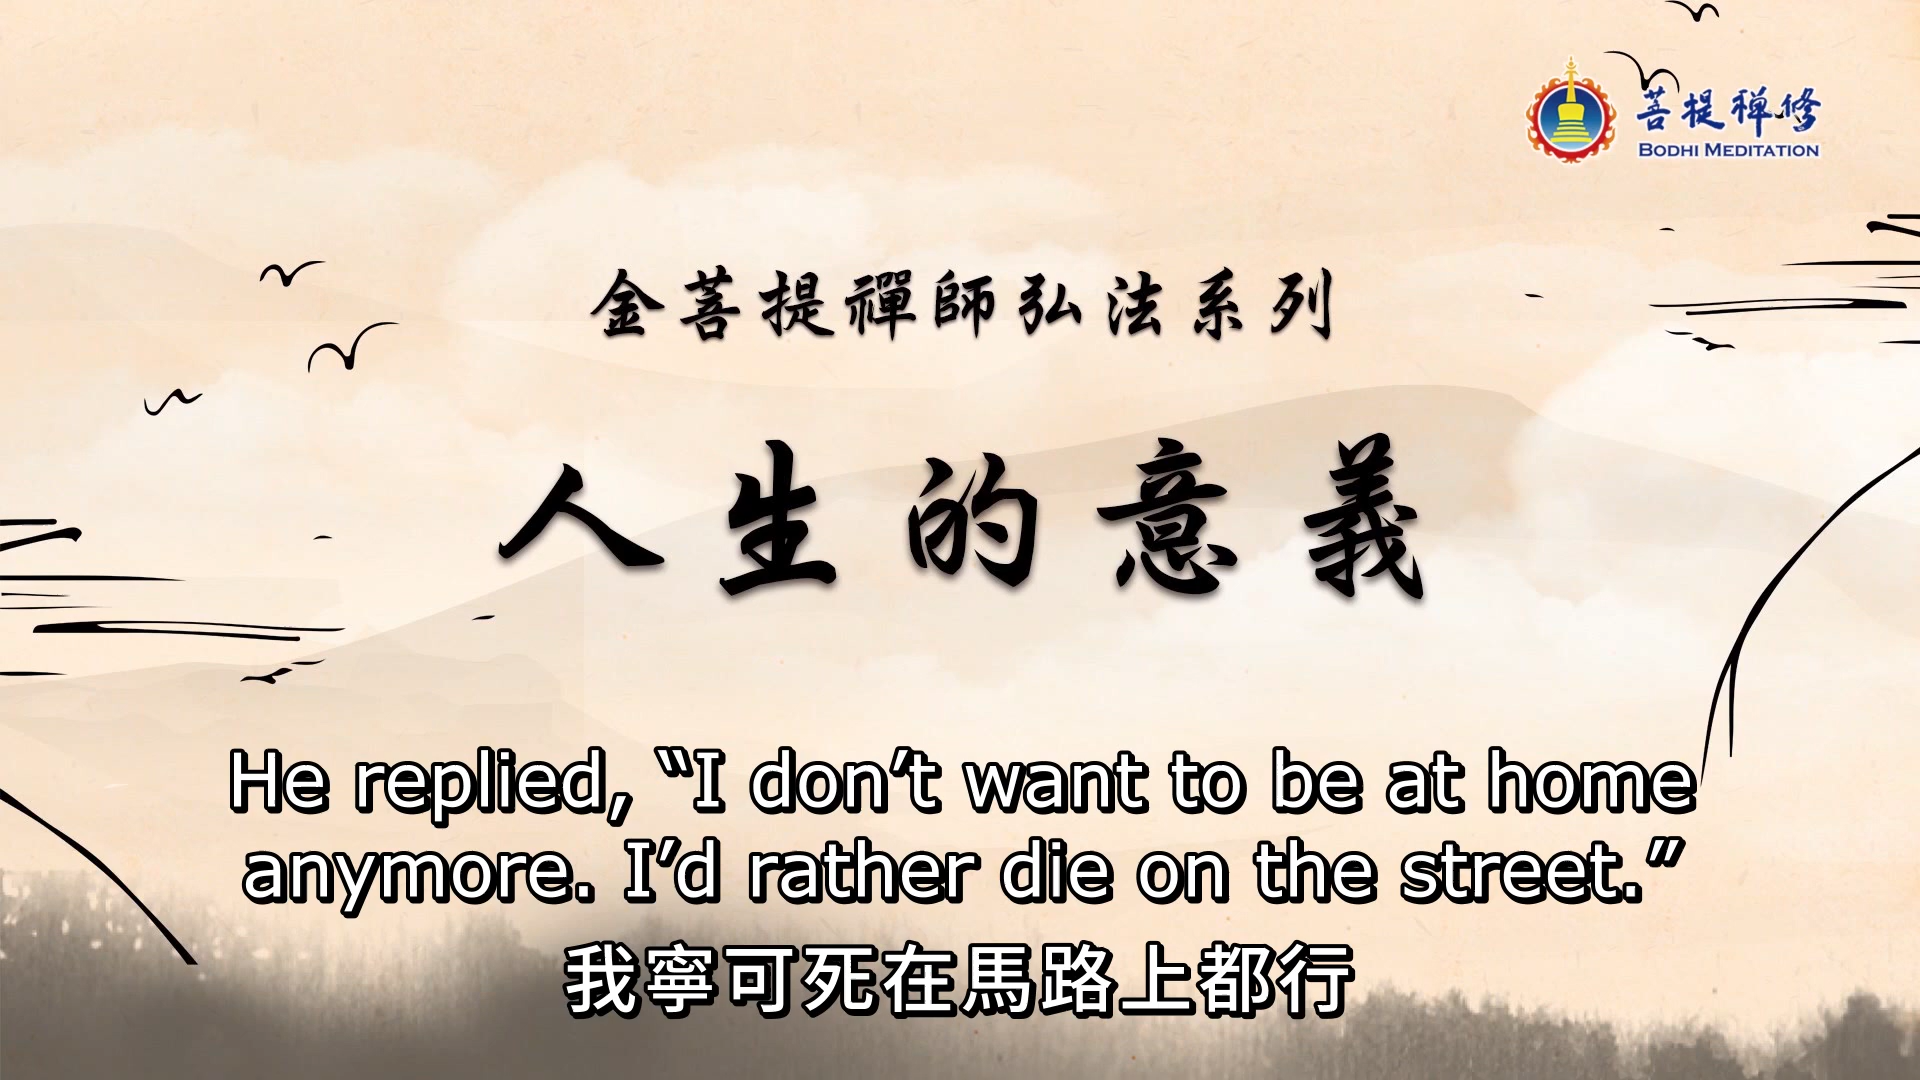 菩提禪修
BODHI MEDITATION
金菩提禪師弘法系列
人生的意義
He replied, “I don’t want to be at home
anymore. I’d rather die on the street.”
我寧可死在馬路上都行